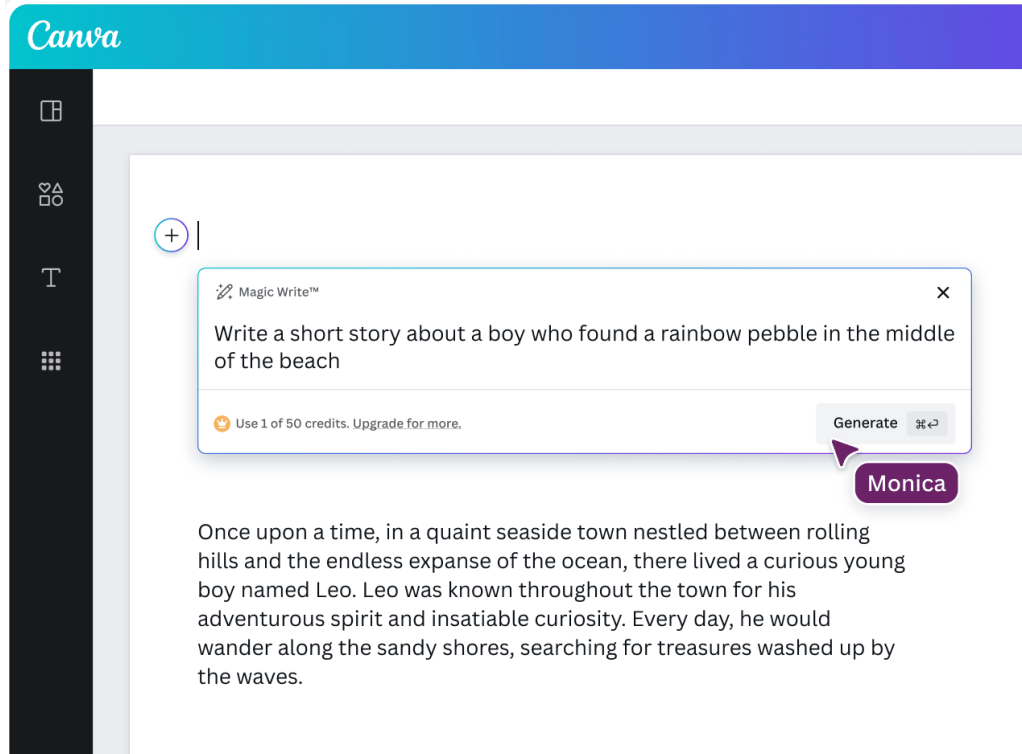 Canva
Magic Write™
Write a short story about a boy who found a rainbow pebble in the middle
of the beach
Use 1 of 50 credits. Upgrade for more.
Generate ⌘↵
Monica
Once upon a time, in a quaint seaside town nestled between rolling
hills and the endless expanse of the ocean, there lived a curious young
boy named Leo. Leo was known throughout the town for his
adventurous spirit and insatiable curiosity. Every day, he would
wander along the sandy shores, searching for treasures washed up by
the waves.